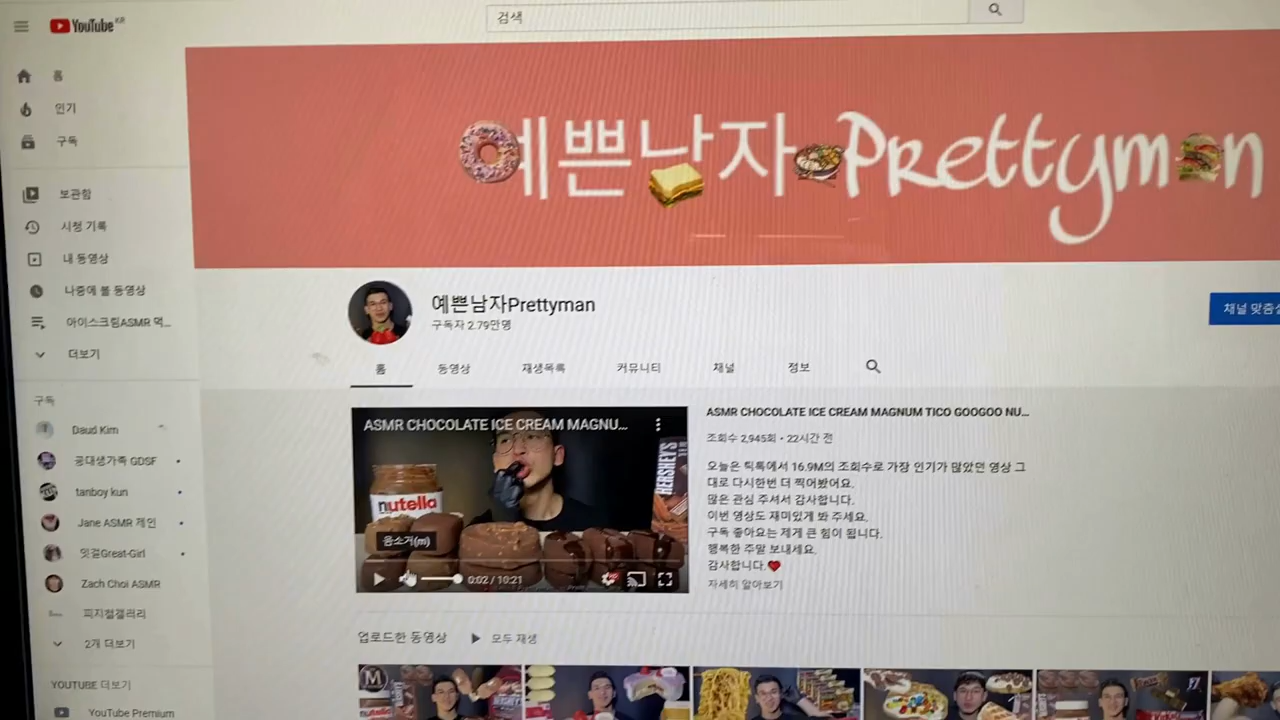 YouTube KR
검색
홈
인기
구독
보관함
시청 기록
내 동영상
나중에 볼 동영상
아이스크림ASMR 먹...
더보기
구독
Daud Kim
공대생가족 GDSF
tanboy kun
Jane ASMR 제인
잇걸Great-Girl
Zach Choi ASMR
피지컬갤러리
2개 더보기
YOUTUBE 더보기
YouTube Premium
예쁜남자Prettyman
예쁜남자Prettyman
구독자 2.79만명
채널 맞춤설
홈 동영상 재생목록 커뮤니티 채널 정보
ASMR CHOCOLATE ICE CREAM MAGNU...
HERSHEY'S
nutella
음소거(m)
0:02 / 10:21
ASMR CHOCOLATE ICE CREAM MAGNUM TICO GOOGOO NU...
조회수 2,945회 • 22시간 전
오늘은 틱톡에서 16.9M의 조회수로 가장 인기가 많았던 영상 그
대로 다시한번 더 찍어봤어요.
많은 관심 주셔서 감사합니다.
이번 영상도 재미있게 봐 주세요.
구독 좋아요는 제게 큰 힘이 됩니다.
행복한 주말 보내세요.
감사합니다.❤
자세히 알아보기
업로드한 동영상 모두 재생
M
nutella